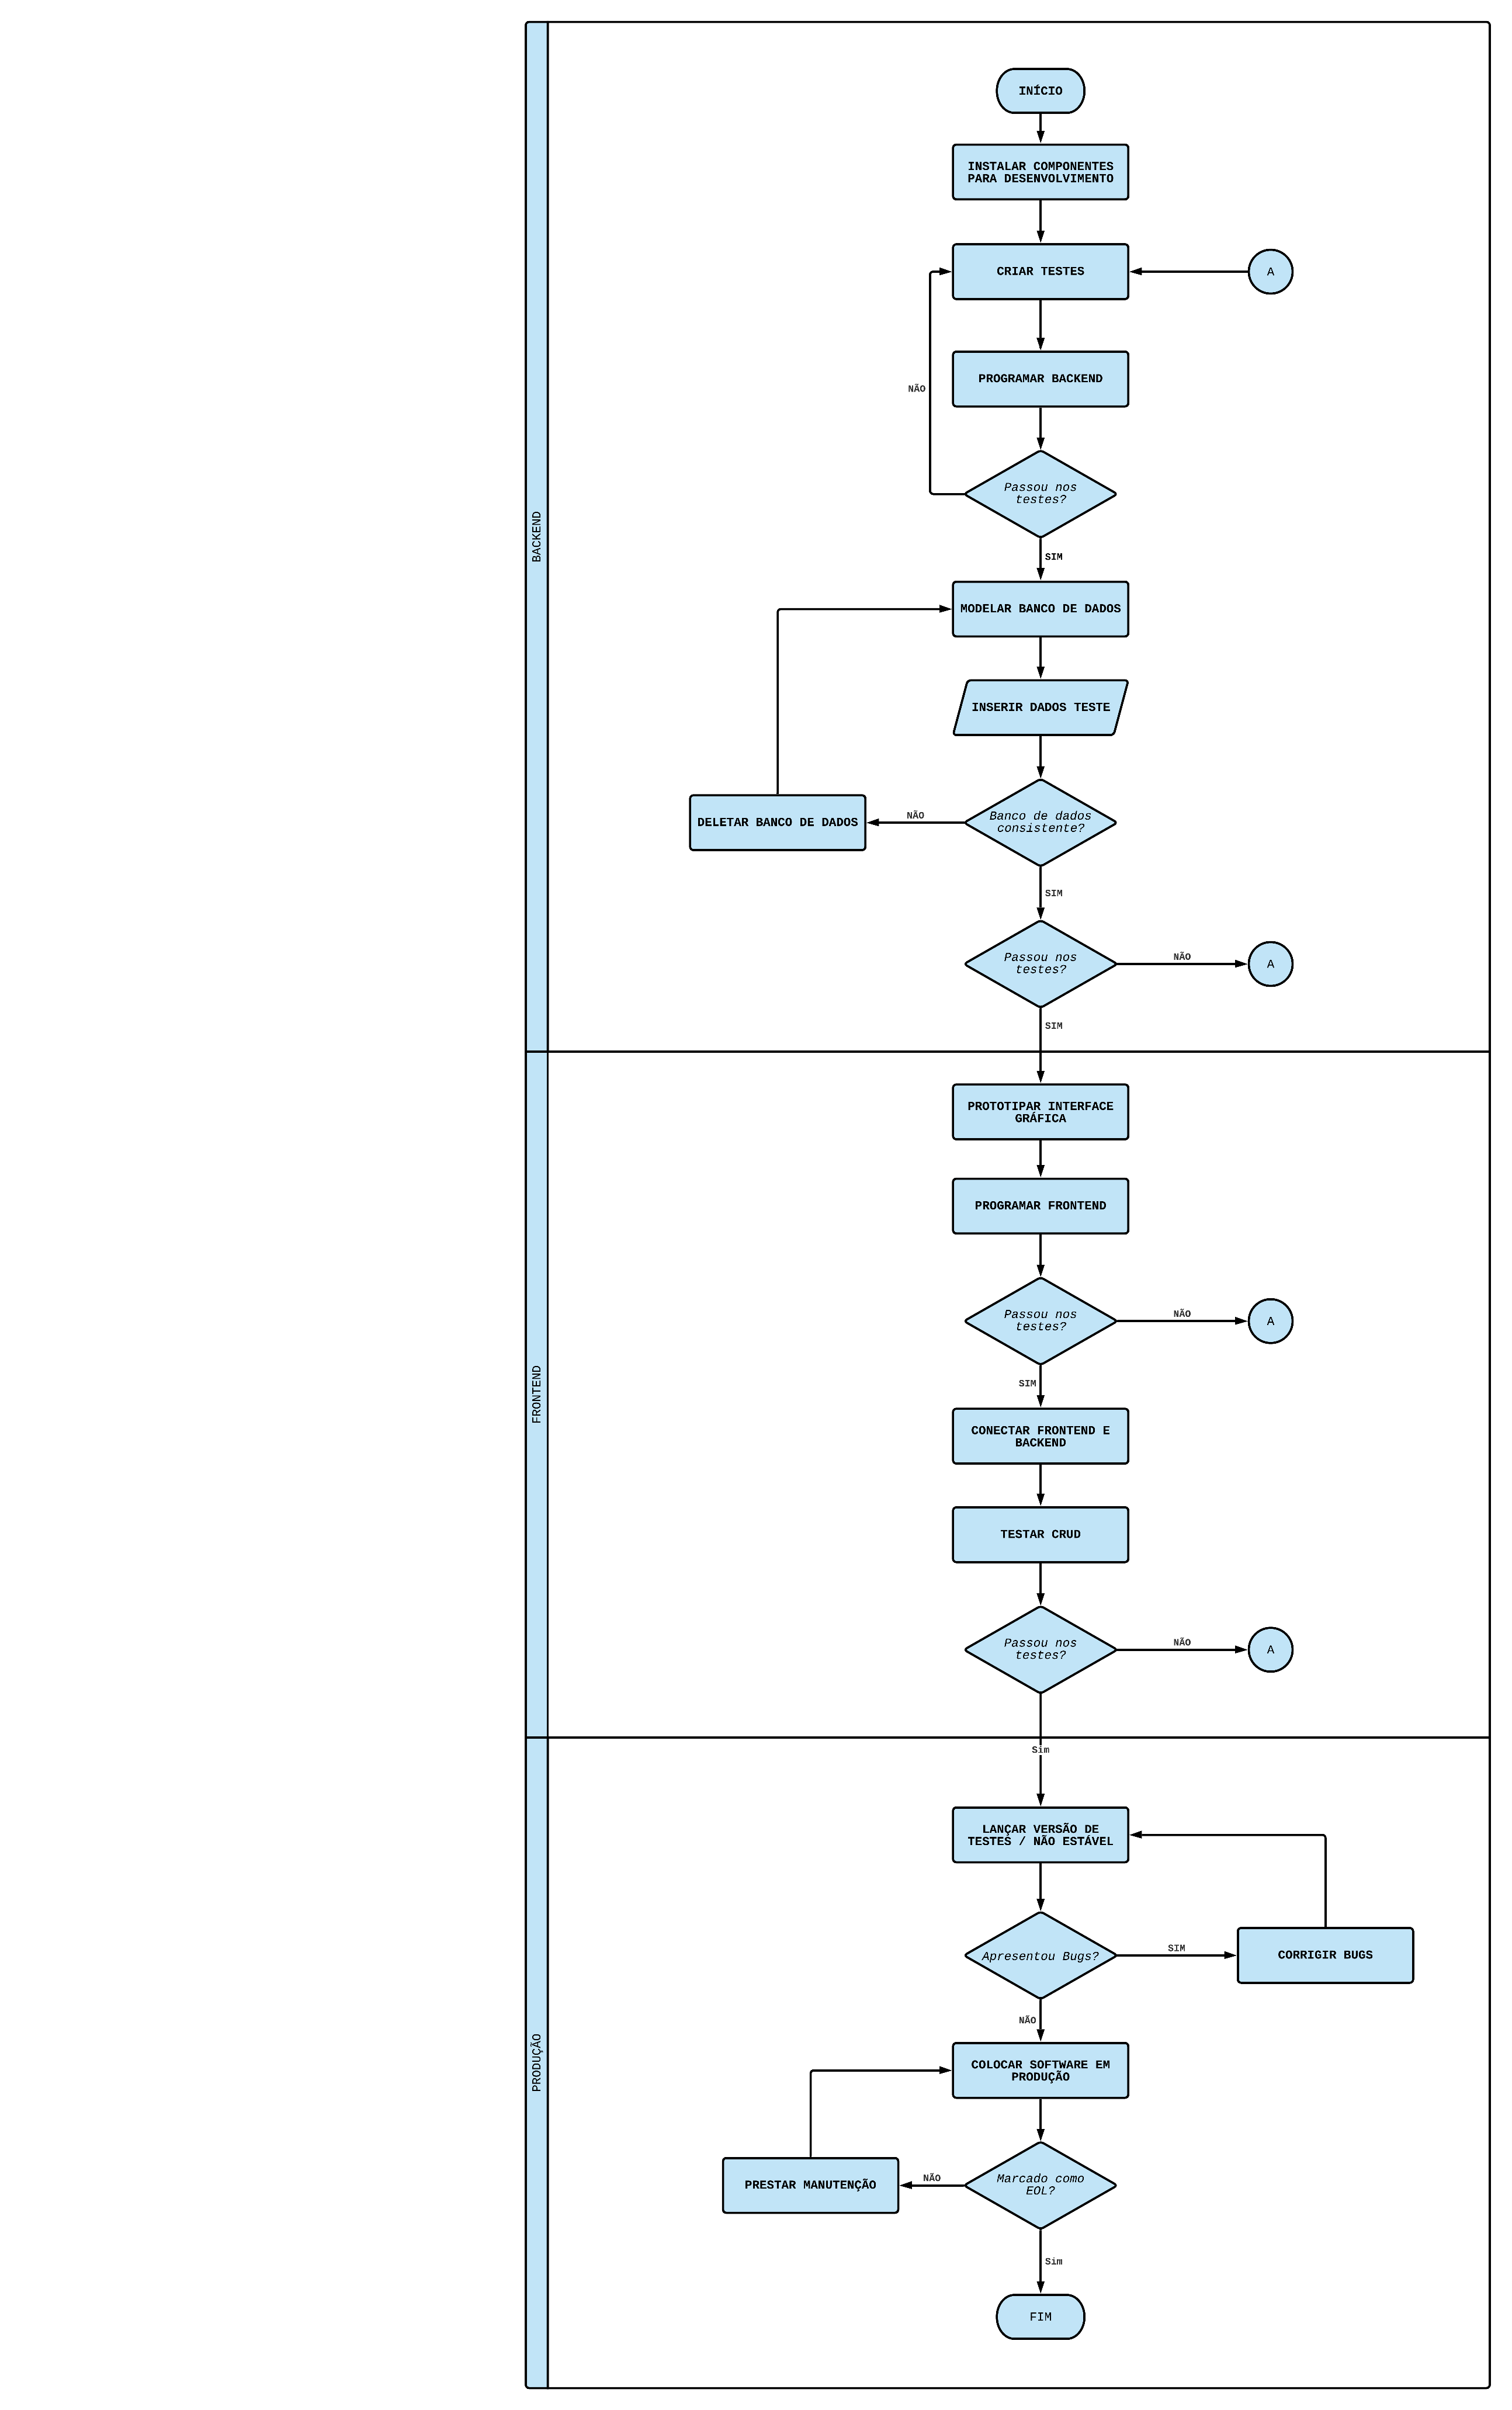 BACKEND
INÍCIO
INSTALAR COMPONENTES
PARA DESENVOLVIMENTO
CRIAR TESTES
A
PROGRAMAR BACKEND
NÃO
Passou nos
testes?
SIM
MODELAR BANCO DE DADOS
INSERIR DADOS TESTE
Banco de dados
consistente?
NÃO
DELETAR BANCO DE DADOS
SIM
Passou nos
testes?
NÃO
A
SIM
FRONTEND
PROTOTIPAR INTERFACE
GRÁFICA
PROGRAMAR FRONTEND
Passou nos
testes?
NÃO
A
SIM
CONECTAR FRONTEND E
BACKEND
TESTAR CRUD
Passou nos
testes?
NÃO
A
Sim
PRODUÇÃO
LANÇAR VERSÃO DE
TESTES / NÃO ESTÁVEL
Apresentou Bugs?
SIM
CORRIGIR BUGS
NÃO
COLOCAR SOFTWARE EM
PRODUÇÃO
Marcado como
EOL?
NÃO
PRESTAR MANUTENÇÃO
Sim
FIM